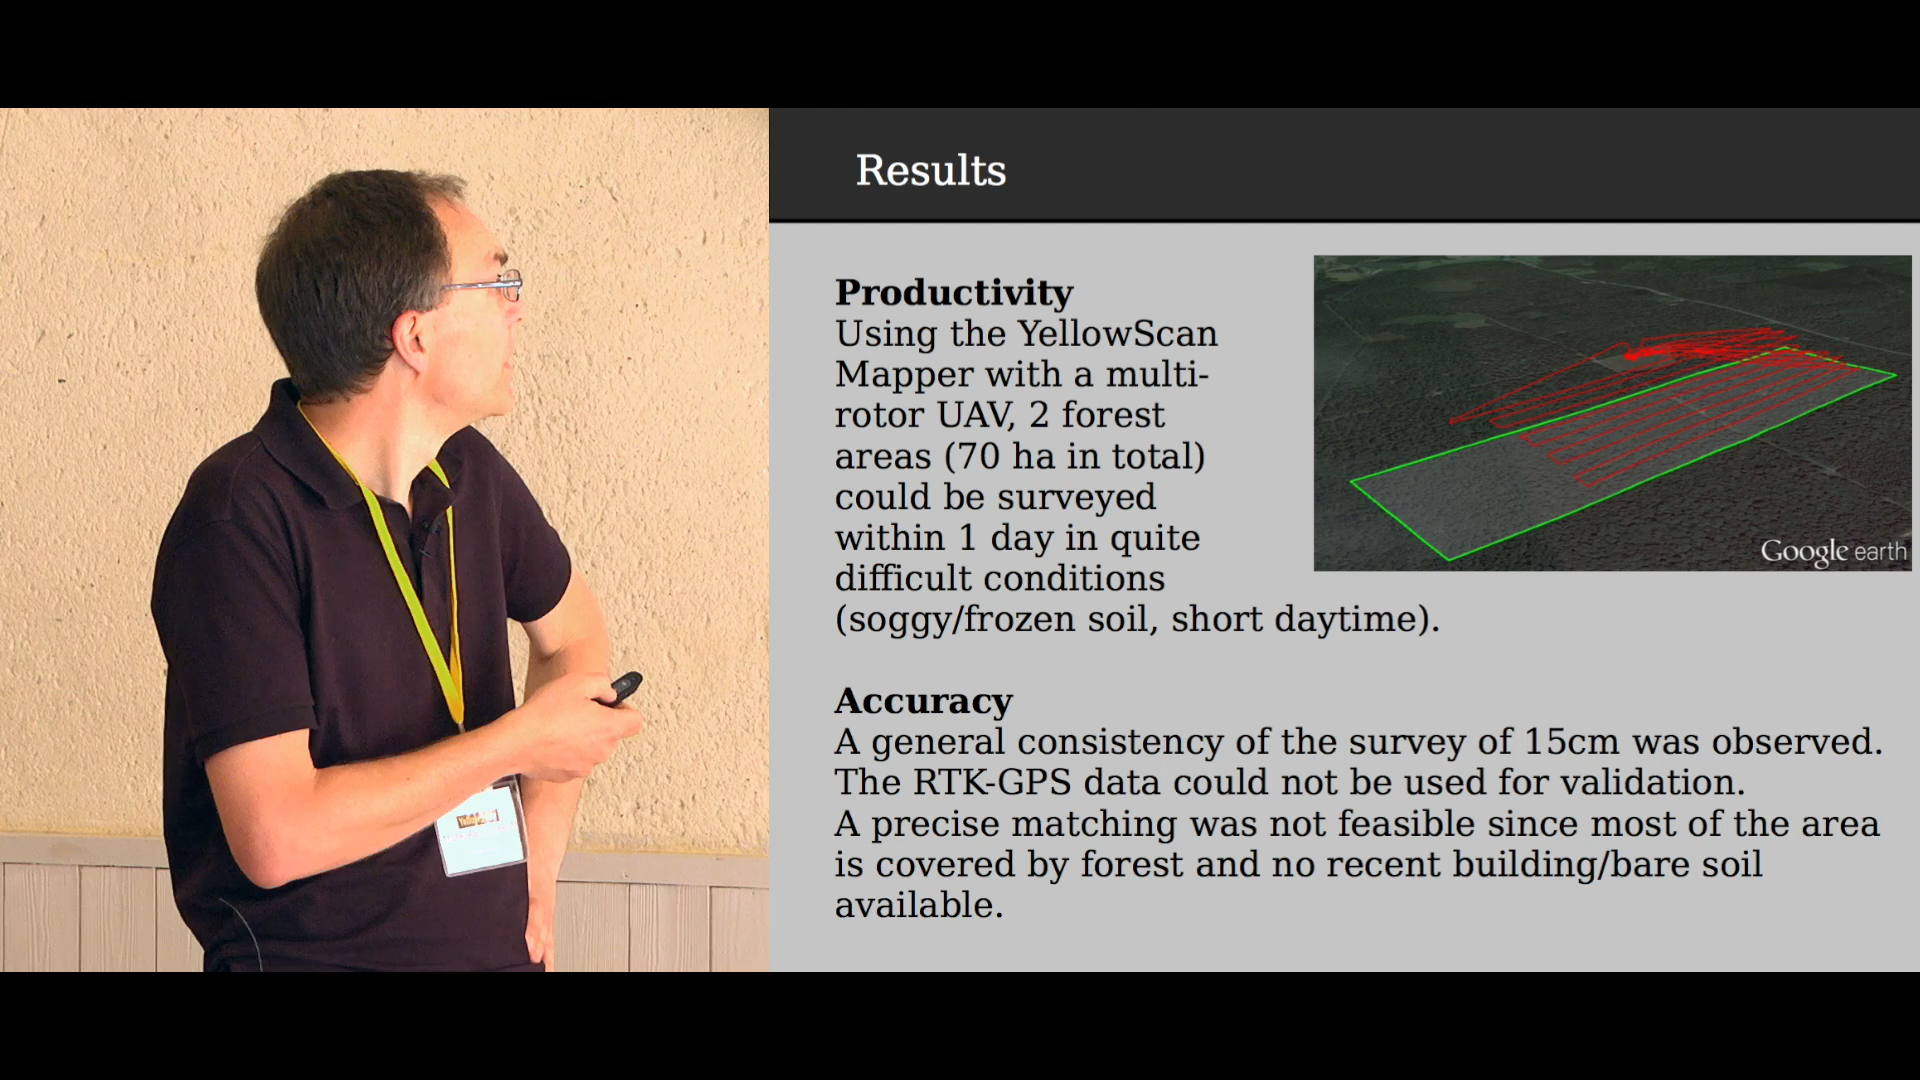 Results
Productivity
Using the YellowScan
Mapper with a multi-
rotor UAV, 2 forest
areas (70 ha in total)
could be surveyed
within 1 day in quite
difficult conditions
(soggy/frozen soil, short daytime).
Google earth
Accuracy
A general consistency of the survey of 15cm was observed.
The RTK-GPS data could not be used for validation.
A precise matching was not feasible since most of the area
is covered by forest and no recent building/bare soil
available.